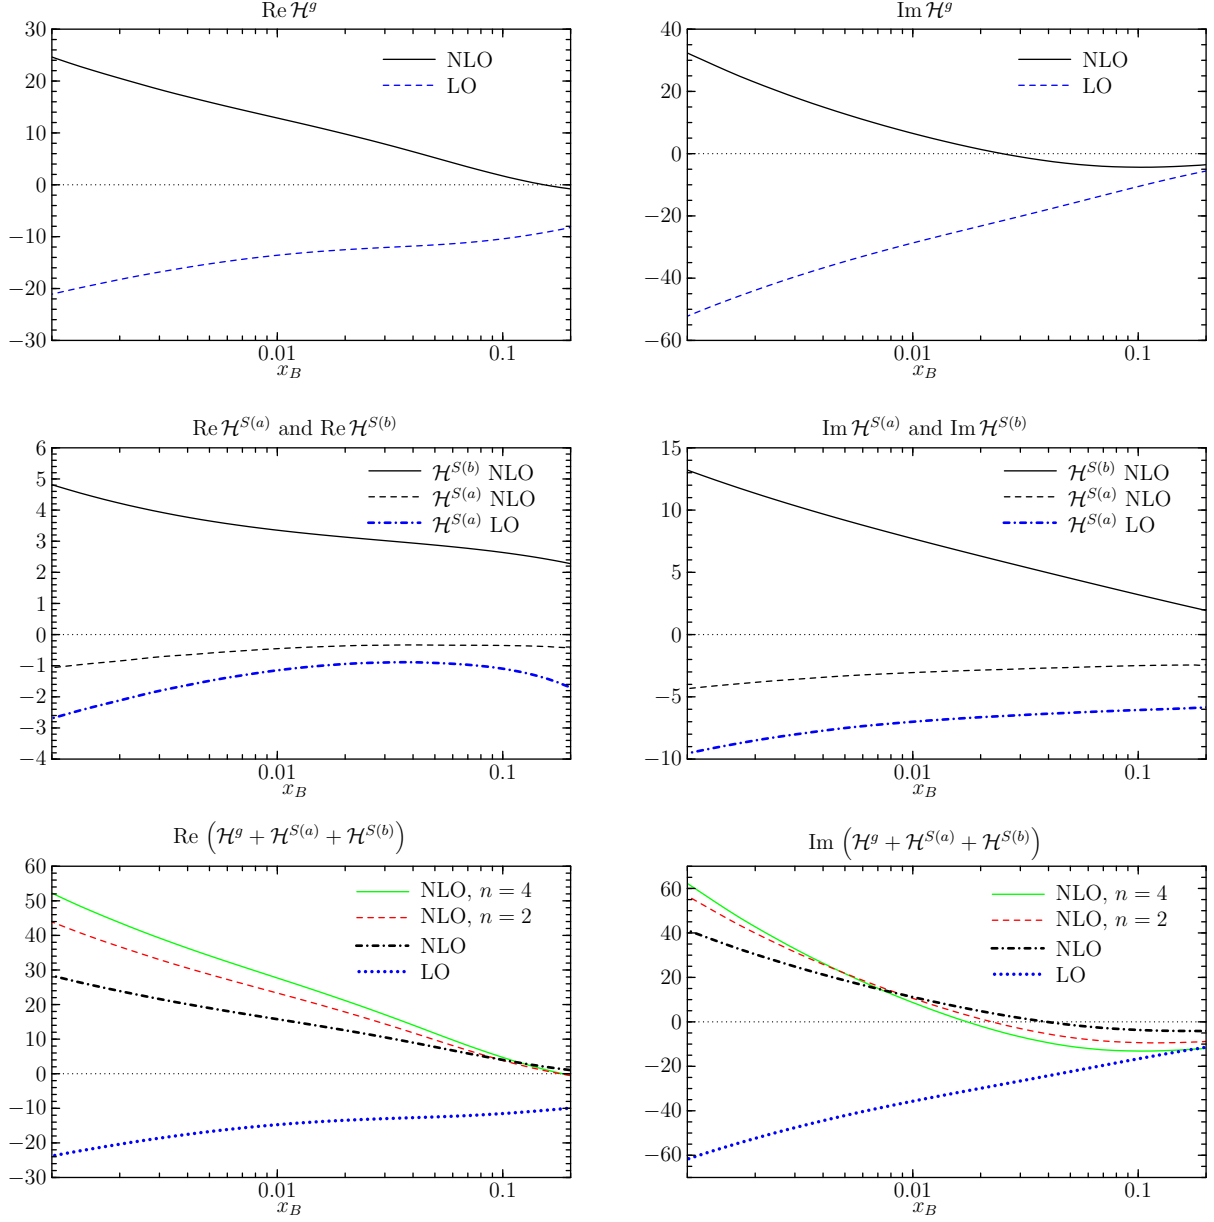 Re ℋ^g
30
20
10
0
−10
−20
−30
NLO
LO
0.01
0.1
x_B
Im ℋ^g
40
20
0
−20
−40
−60
NLO
LO
0.01
0.1
x_B
Re ℋ^{S(a)} and Re ℋ^{S(b)}
6
5
4
3
2
1
0
−1
−2
−3
−4
ℋ^{S(b)} NLO
ℋ^{S(a)} NLO
ℋ^{S(a)} LO
0.01
0.1
x_B
Im ℋ^{S(a)} and Im ℋ^{S(b)}
15
10
5
0
−5
−10
ℋ^{S(b)} NLO
ℋ^{S(a)} NLO
ℋ^{S(a)} LO
0.01
0.1
x_B
Re (ℋ^g + ℋ^{S(a)} + ℋ^{S(b)})
60
50
40
30
20
10
0
−10
−20
−30
NLO, n = 4
NLO, n = 2
NLO
LO
0.01
0.1
x_B
Im (ℋ^g + ℋ^{S(a)} + ℋ^{S(b)})
60
40
20
0
−20
−40
−60
NLO, n = 4
NLO, n = 2
NLO
LO
0.01
0.1
x_B